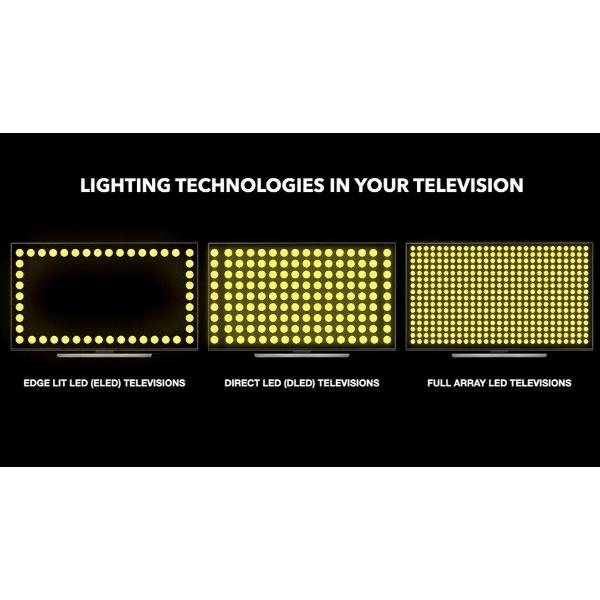 LIGHTING TECHNOLOGIES IN YOUR TELEVISION
EDGE LIT LED (ELED) TELEVISIONS
DIRECT LED (DLED) TELEVISIONS
FULL ARRAY LED TELEVISIONS